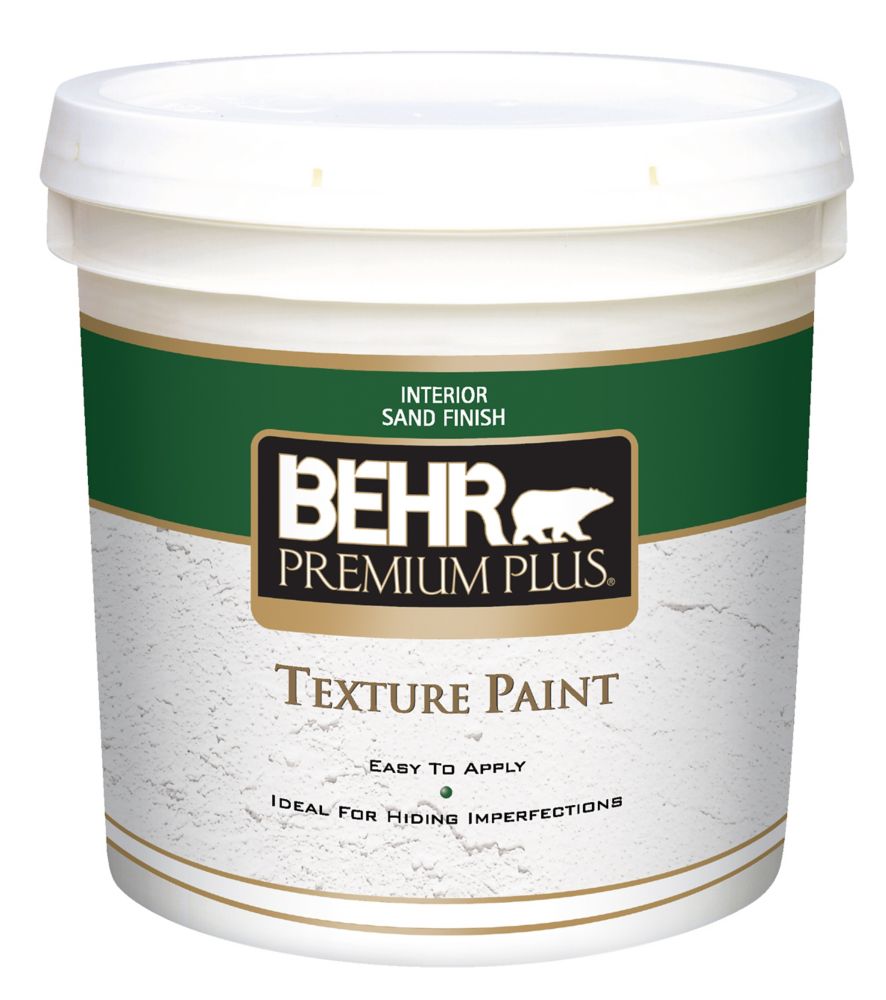 INTERIOR
SAND FINISH
BEHR
PREMIUM PLUS®
TEXTURE PAINT
EASY TO APPLY
IDEAL FOR HIDING IMPERFECTIONS